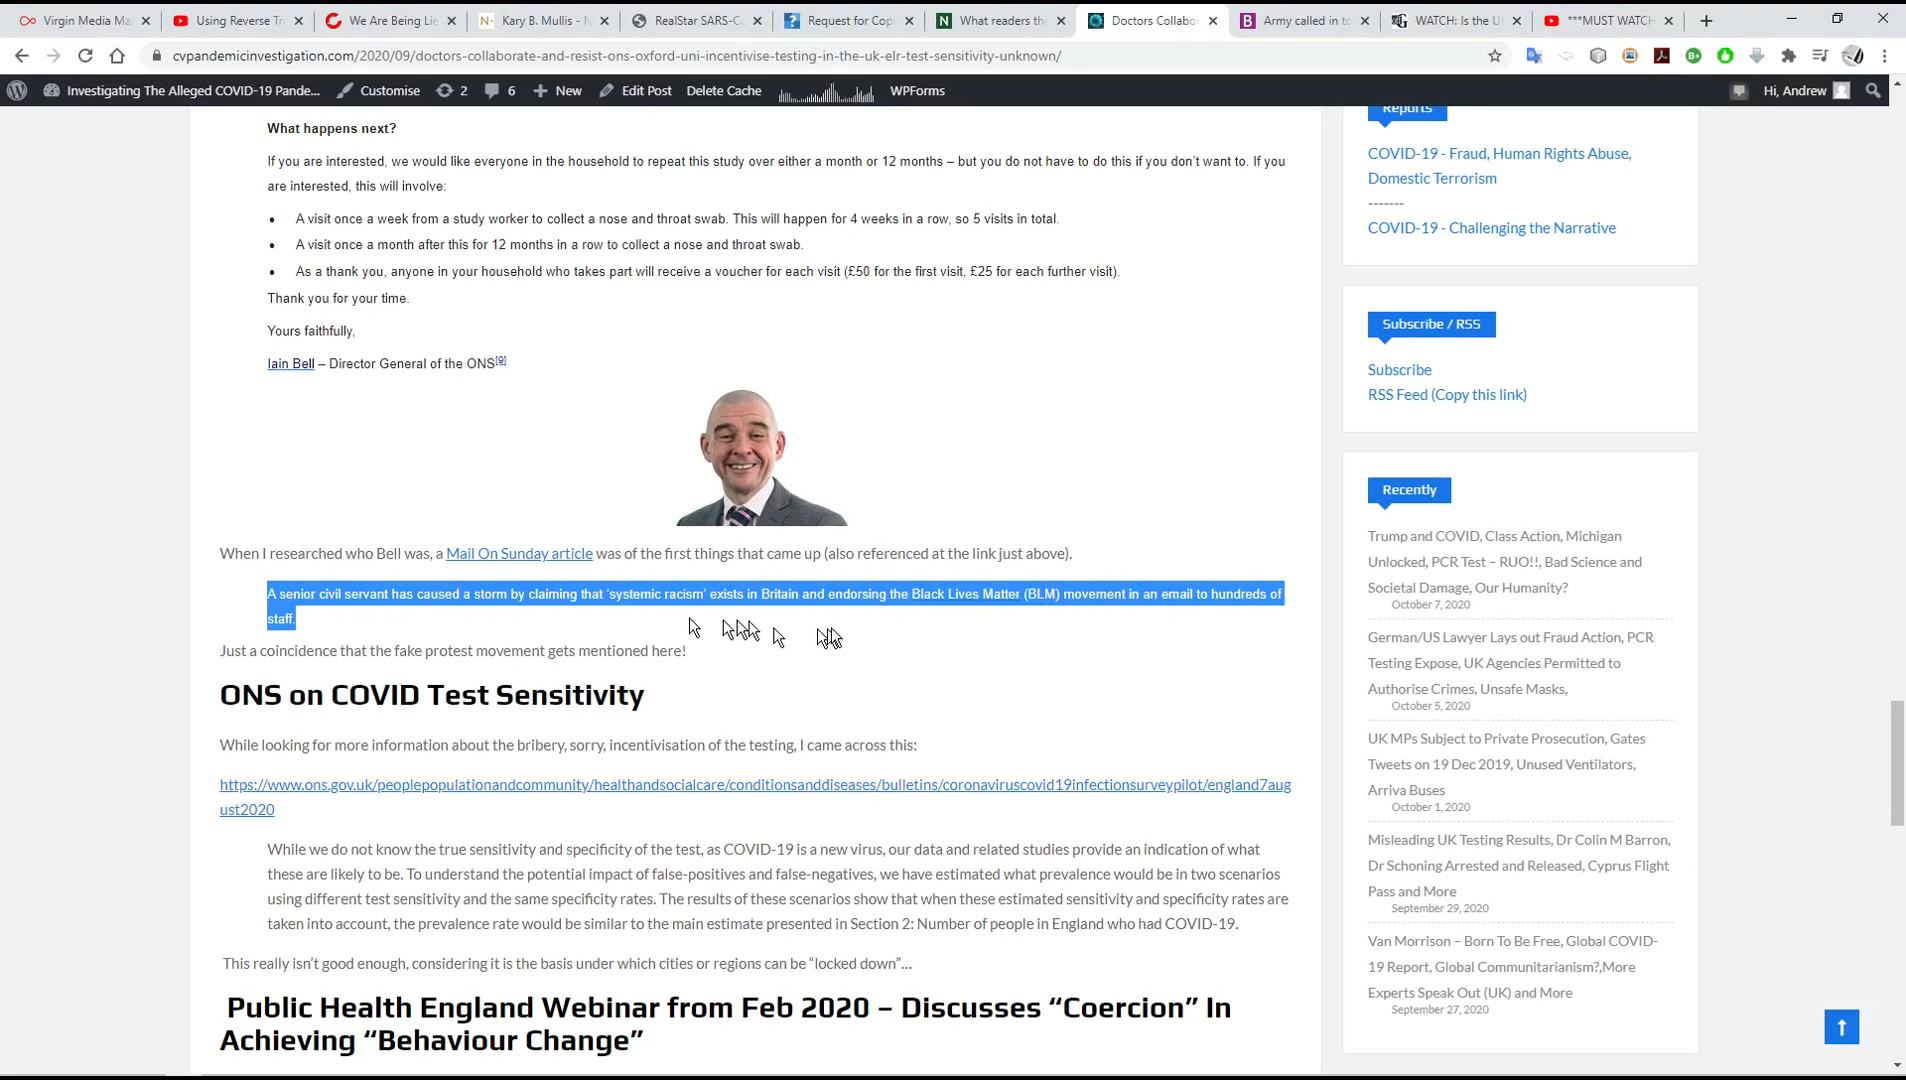 Virgin Media Ma
Using Reverse Tra
We Are Being Lie
Kary B. Mullis - N
RealStar SARS-Co
Request for Copi
What readers thi
Doctors Collabor
Army called in to
WATCH: Is the U
***MUST WATCH
cvpandemicinvestigation.com/2020/09/doctors-collaborate-and-resist-ons-oxford-uni-incentivise-testing-in-the-uk-elr-test-sensitivity-unknown/
Investigating The Alleged COVID-19 Pande...
Customise
2
6
New
Edit Post
Delete Cache
WPForms
Hi, Andrew
What happens next?
If you are interested, we would like everyone in the household to repeat this study over either a month or 12 months – but you do not have to do this if you don't want to. If you
are interested, this will involve:
• A visit once a week from a study worker to collect a nose and throat swab. This will happen for 4 weeks in a row, so 5 visits in total.
• A visit once a month after this for 12 months in a row to collect a nose and throat swab.
• As a thank you, anyone in your household who takes part will receive a voucher for each visit (£50 for the first visit, £25 for each further visit).
Thank you for your time.
Yours faithfully,
Iain Bell – Director General of the ONS[9]
When I researched who Bell was, a Mail On Sunday article was of the first things that came up (also referenced at the link just above).
A senior civil servant has caused a storm by claiming that ‘systemic racism’ exists in Britain and endorsing the Black Lives Matter (BLM) movement in an email to hundreds of
staff.
Just a coincidence that the fake protest movement gets mentioned here!
ONS on COVID Test Sensitivity
While looking for more information about the bribery, sorry, incentivisation of the testing, I came across this:
https://www.ons.gov.uk/peoplepopulationandcommunity/healthandsocialcare/conditionsanddiseases/bulletins/coronaviruscovid19infectionsurveypilot/england7aug
ust2020
While we do not know the true sensitivity and specificity of the test, as COVID-19 is a new virus, our data and related studies provide an indication of what
these are likely to be. To understand the potential impact of false-positives and false-negatives, we have estimated what prevalence would be in two scenarios
using different test sensitivity and the same specificity rates. The results of these scenarios show that when these estimated sensitivity and specificity rates are
taken into account, the prevalence rate would be similar to the main estimate presented in Section 2: Number of people in England who had COVID-19.
This really isn’t good enough, considering it is the basis under which cities or regions can be “locked down”…
Public Health England Webinar from Feb 2020 – Discusses “Coercion” In
Achieving “Behaviour Change”
Reports
COVID-19 - Fraud, Human Rights Abuse,
Domestic Terrorism
-------
COVID-19 - Challenging the Narrative
Subscribe / RSS
Subscribe
RSS Feed (Copy this link)
Recently
Trump and COVID, Class Action, Michigan
Unlocked, PCR Test – RUO!!, Bad Science and
Societal Damage, Our Humanity?
October 7, 2020
German/US Lawyer Lays out Fraud Action, PCR
Testing Expose, UK Agencies Permitted to
Authorise Crimes, Unsafe Masks,
October 5, 2020
UK MPs Subject to Private Prosecution, Gates
Tweets on 19 Dec 2019, Unused Ventilators,
Arriva Buses
October 1, 2020
Misleading UK Testing Results, Dr Colin M Barron,
Dr Schoning Arrested and Released, Cyprus Flight
Pass and More
September 29, 2020
Van Morrison – Born To Be Free, Global COVID-
19 Report, Global Communitarianism?,More
Experts Speak Out (UK) and More
September 27, 2020